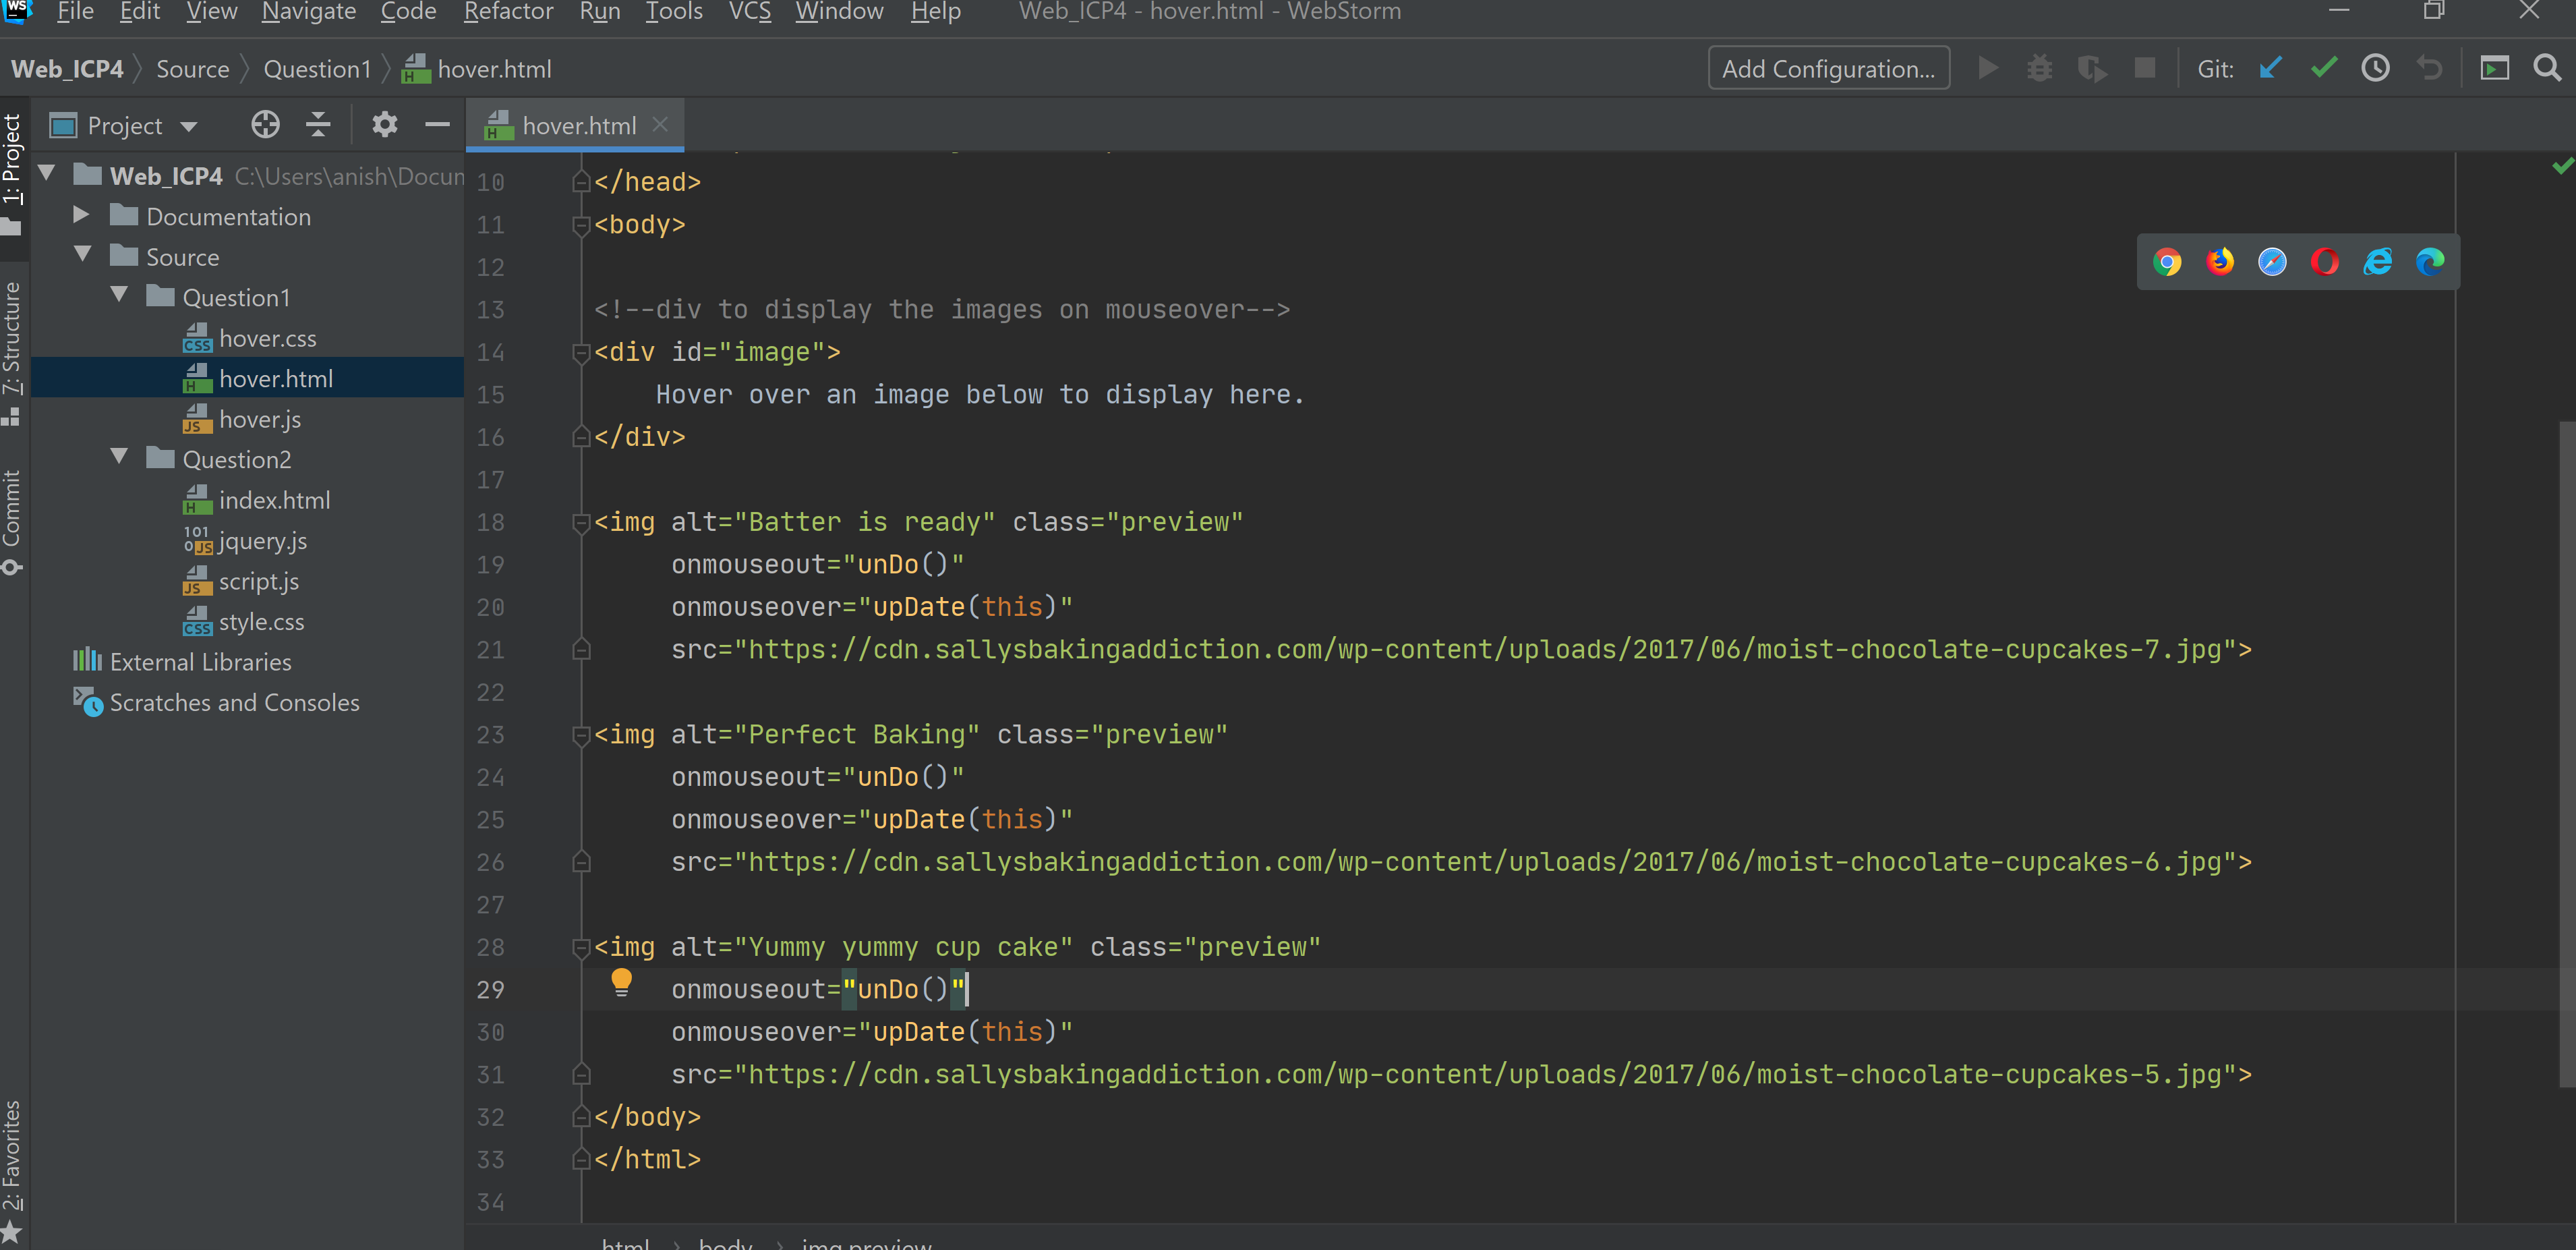 WS File Edit View Navigate Code Refactor Run Tools VCS Window Help Web_ICP4 - hover.html - WebStorm
Web_ICP4 Source Question1 hover.html Add Configuration... Git:
1: Project
7: Structure
Commit
2: Favorites
Project
Web_ICP4 C:\Users\anish\Docun
Documentation
Source
Question1
hover.css
hover.html
hover.js
Question2
index.html
jquery.js
script.js
style.css
External Libraries
Scratches and Consoles
hover.html
10 </head>
11 <body>
12
13 <!--div to display the images on mouseover-->
14 <div id="image">
15 Hover over an image below to display here.
16 </div>
17
18 <img alt="Batter is ready" class="preview"
19 onmouseout="unDo()"
20 onmouseover="upDate(this)"
21 src="https://cdn.sallysbakingaddiction.com/wp-content/uploads/2017/06/moist-chocolate-cupcakes-7.jpg">
22
23 <img alt="Perfect Baking" class="preview"
24 onmouseout="unDo()"
25 onmouseover="upDate(this)"
26 src="https://cdn.sallysbakingaddiction.com/wp-content/uploads/2017/06/moist-chocolate-cupcakes-6.jpg">
27
28 <img alt="Yummy yummy cup cake" class="preview"
29 onmouseout="unDo()"
30 onmouseover="upDate(this)"
31 src="https://cdn.sallysbakingaddiction.com/wp-content/uploads/2017/06/moist-chocolate-cupcakes-5.jpg">
32 </body>
33 </html>
34
html body img.preview